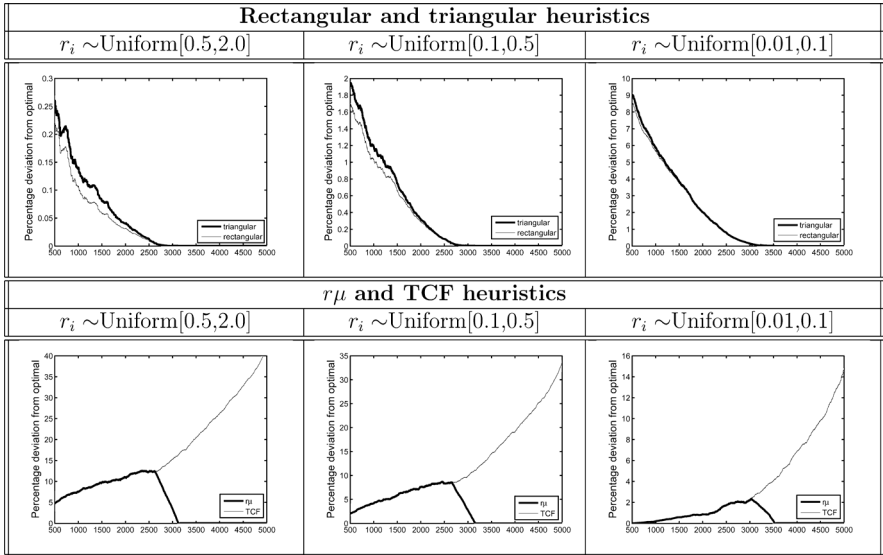 Rectangular and triangular heuristics
r_i ∼Uniform[0.5,2.0]
r_i ∼Uniform[0.1,0.5]
r_i ∼Uniform[0.01,0.1]
Percentage deviation from optimal
0.3
0.25
0.2
0.15
0.1
0.05
0
500 1000 1500 2000 2500 3000 3500 4000 4500 5000
triangular
rectangular
Percentage deviation from optimal
2
1.8
1.6
1.4
1.2
1
0.8
0.6
0.4
0.2
0
500 1000 1500 2000 2500 3000 3500 4000 4500 5000
triangular
rectangular
Percentage deviation from optimal
10
9
8
7
6
5
4
3
2
1
0
500 1000 1500 2000 2500 3000 3500 4000 4500 5000
triangular
rectangular
rμ and TCF heuristics
r_i ∼Uniform[0.5,2.0]
r_i ∼Uniform[0.1,0.5]
r_i ∼Uniform[0.01,0.1]
Percentage deviation from optimal
40
35
30
25
20
15
10
5
0
500 1000 1500 2000 2500 3000 3500 4000 4500 5000
rμ
TCF
Percentage deviation from optimal
35
30
25
20
15
10
5
0
500 1000 1500 2000 2500 3000 3500 4000 4500 5000
rμ
TCF
Percentage deviation from optimal
16
14
12
10
8
6
4
2
0
500 1000 1500 2000 2500 3000 3500 4000 4500 5000
rμ
TCF